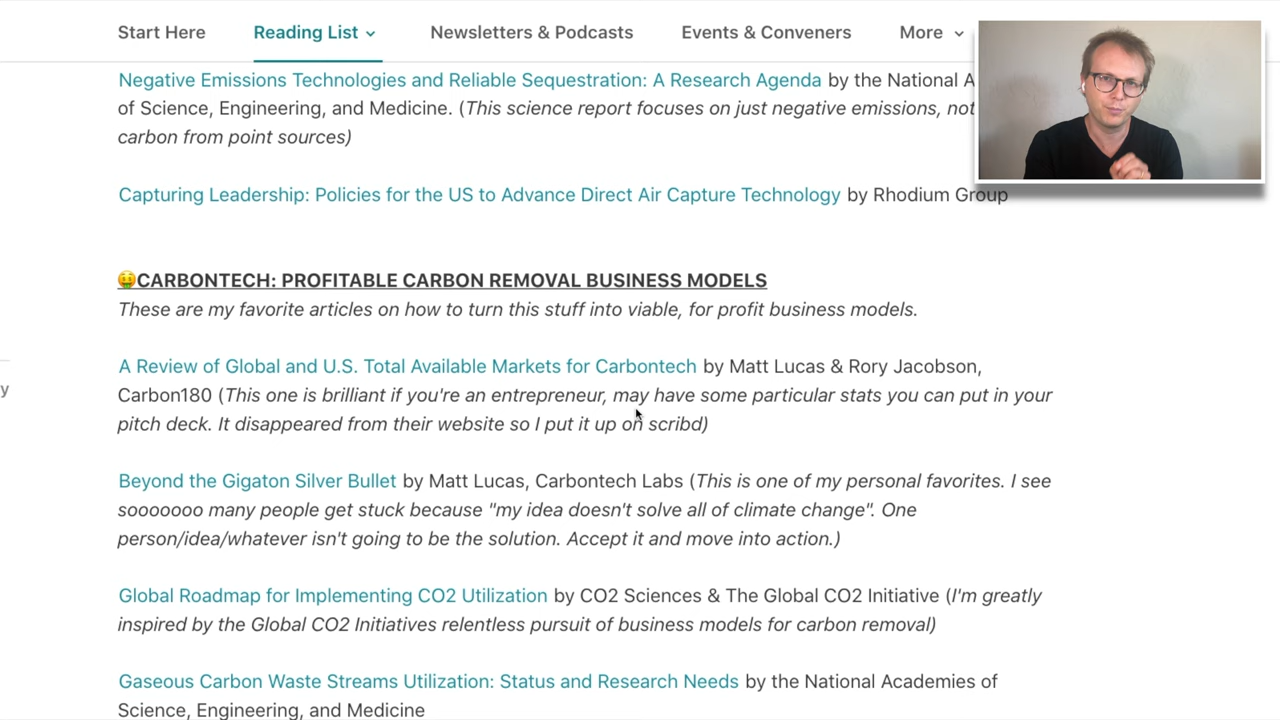 Start Here Reading List Newsletters & Podcasts Events & Conveners More
Negative Emissions Technologies and Reliable Sequestration: A Research Agenda by the National A
of Science, Engineering, and Medicine. (This science report focuses on just negative emissions, not
carbon from point sources)
Capturing Leadership: Policies for the US to Advance Direct Air Capture Technology by Rhodium Group
🤑CARBONTECH: PROFITABLE CARBON REMOVAL BUSINESS MODELS
These are my favorite articles on how to turn this stuff into viable, for profit business models.
A Review of Global and U.S. Total Available Markets for Carbontech by Matt Lucas & Rory Jacobson,
Carbon180 (This one is brilliant if you're an entrepreneur, may have some particular stats you can put in your
y
pitch deck. It disappeared from their website so I put it up on scribd)
Beyond the Gigaton Silver Bullet by Matt Lucas, Carbontech Labs (This is one of my personal favorites. I see
sooooooo many people get stuck because "my idea doesn't solve all of climate change". One
person/idea/whatever isn't going to be the solution. Accept it and move into action.)
Global Roadmap for Implementing CO2 Utilization by CO2 Sciences & The Global CO2 Initiative (I'm greatly
inspired by the Global CO2 Initiatives relentless pursuit of business models for carbon removal)
Gaseous Carbon Waste Streams Utilization: Status and Research Needs by the National Academies of
Science, Engineering, and Medicine